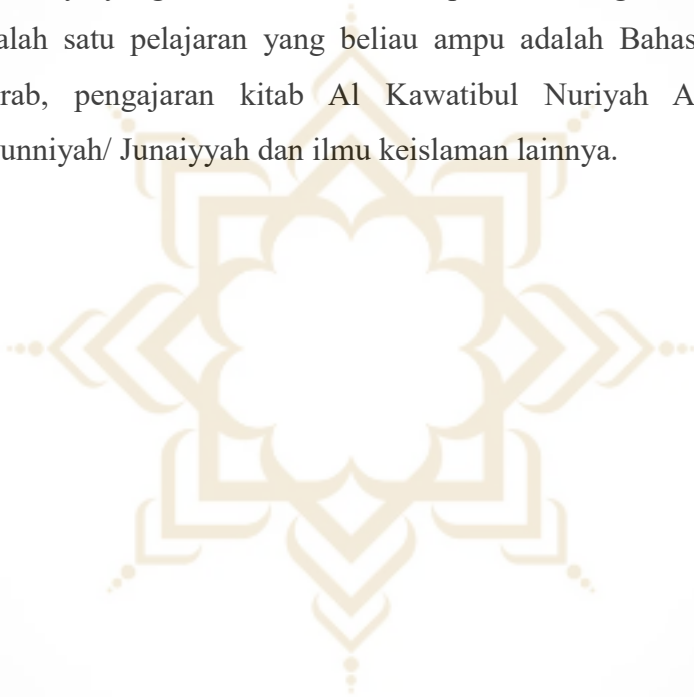 alah satu pelajaran yang beliau ampu adalah Bahas
rab, pengajaran kitab Al Kawatibul Nuriyah A
unniyah/ Junaiyyah dan ilmu keislaman lainnya.